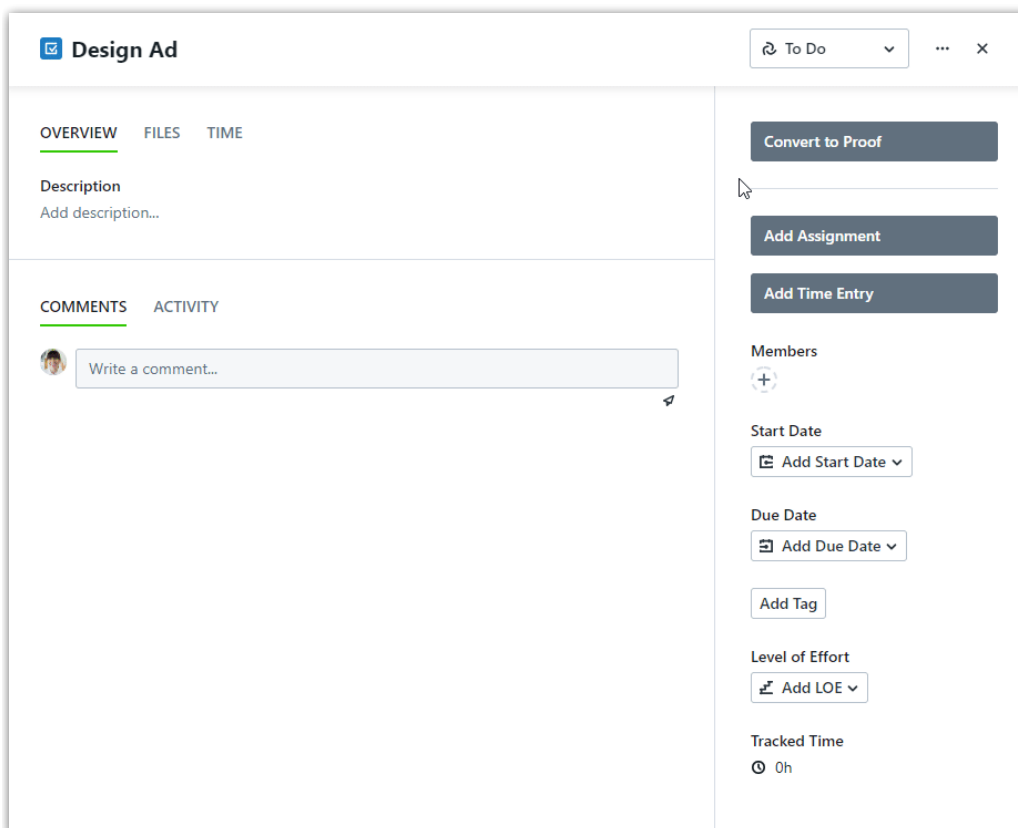 Design Ad
To Do
OVERVIEW FILES TIME
Description
Add description...
COMMENTS ACTIVITY
Write a comment...
Convert to Proof
Add Assignment
Add Time Entry
Members
Start Date
Add Start Date
Due Date
Add Due Date
Add Tag
Level of Effort
Add LOE
Tracked Time
0h